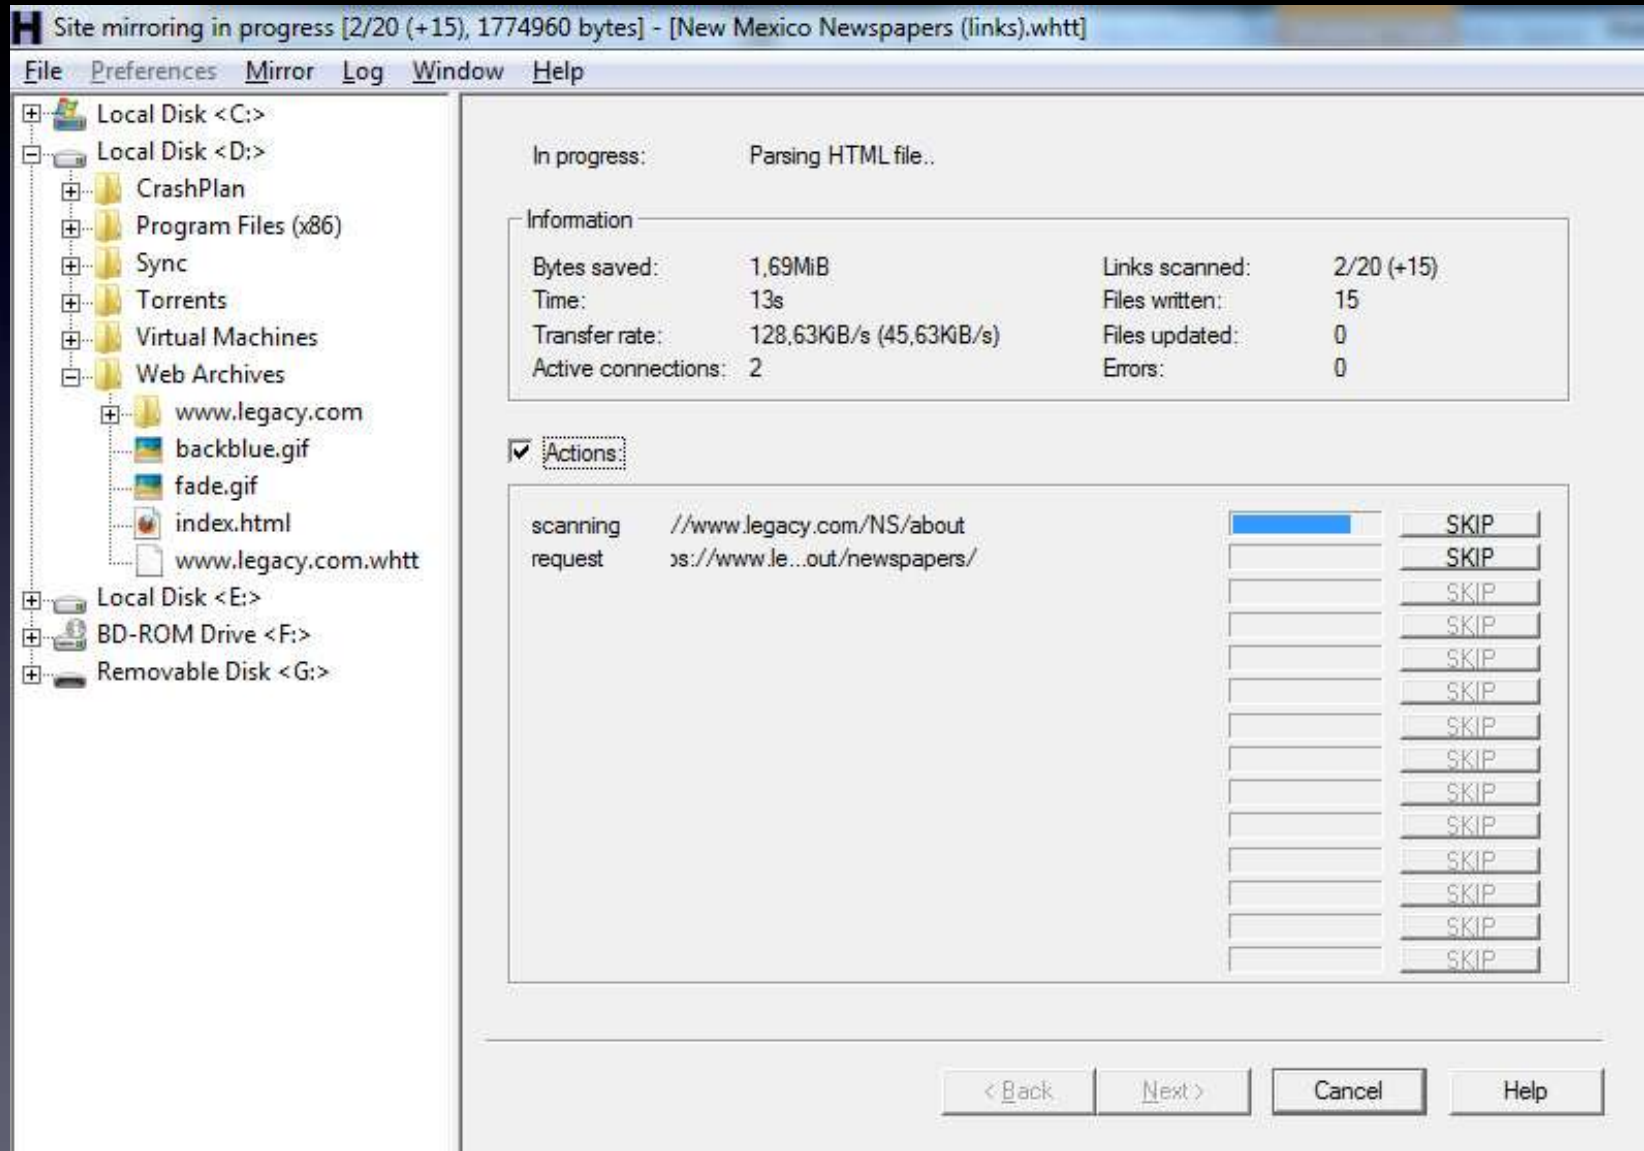 H Site mirroring in progress [2/20 (+15), 1774960 bytes] - [New Mexico Newspapers (links).whtt]
File Preferences Mirror Log Window Help
Local Disk <C:>
Local Disk <D:>
CrashPlan
Program Files (x86)
Sync
Torrents
Virtual Machines
Web Archives
www.legacy.com
backblue.gif
fade.gif
index.html
www.legacy.com.whtt
Local Disk <E:>
BD-ROM Drive <F:>
Removable Disk <G:>
In progress: Parsing HTML file..
Information
Bytes saved: 1,69MiB Links scanned: 2/20 (+15)
Time: 13s Files written: 15
Transfer rate: 128,63KiB/s (45,63KiB/s) Files updated: 0
Active connections: 2 Errors: 0
Actions:
scanning //www.legacy.com/NS/about SKIP
request os://www.le...out/newspapers/ SKIP
SKIP
SKIP
SKIP
SKIP
SKIP
SKIP
SKIP
SKIP
SKIP
SKIP
SKIP
SKIP
< Back Next > Cancel Help